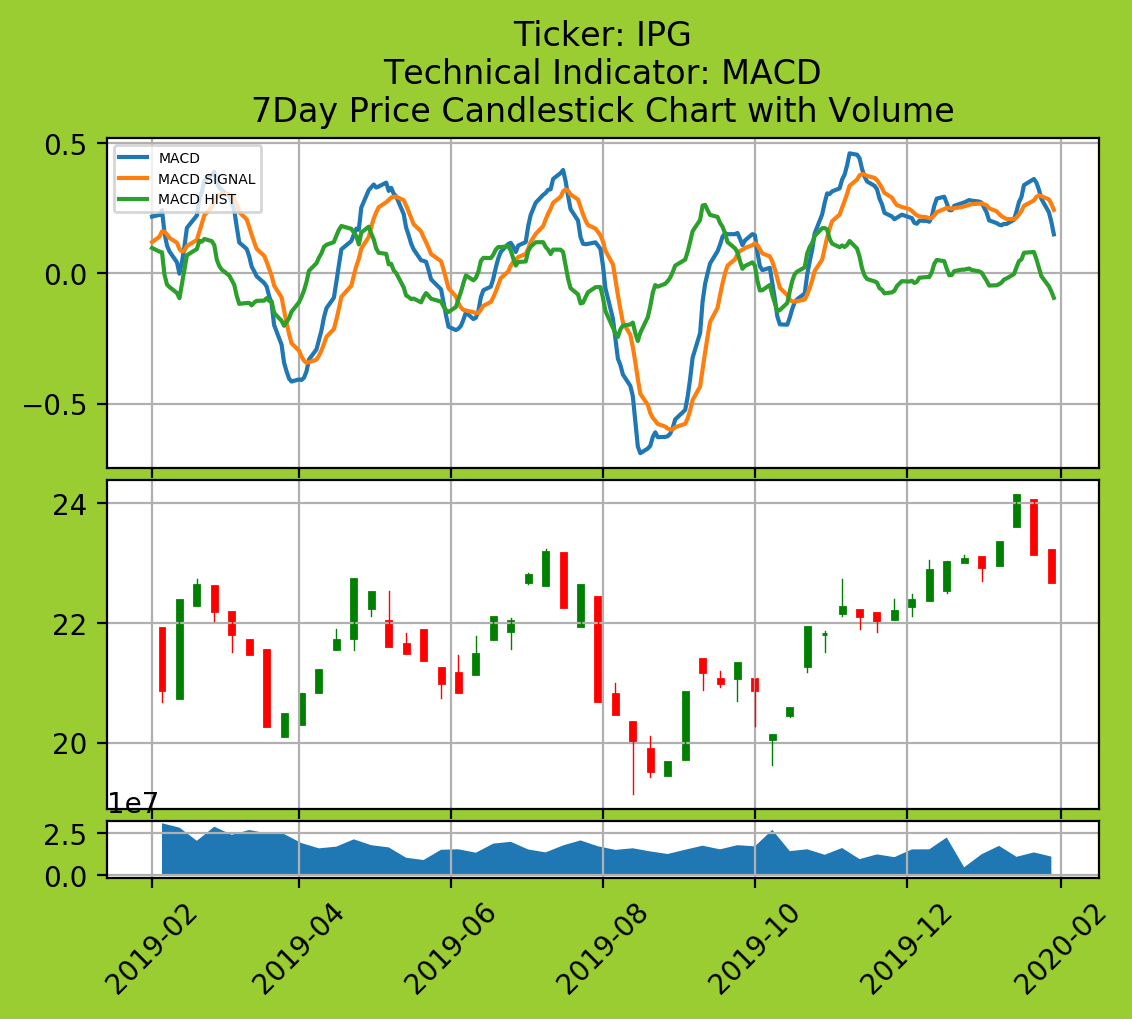 Ticker: IPG
Technical Indicator: MACD
7Day Price Candlestick Chart with Volume
0.5
0.0
−0.5
MACD
MACD SIGNAL
MACD HIST
24
22
20
1e7
2.5
0.0
2019-02
2019-04
2019-06
2019-08
2019-10
2019-12
2020-02